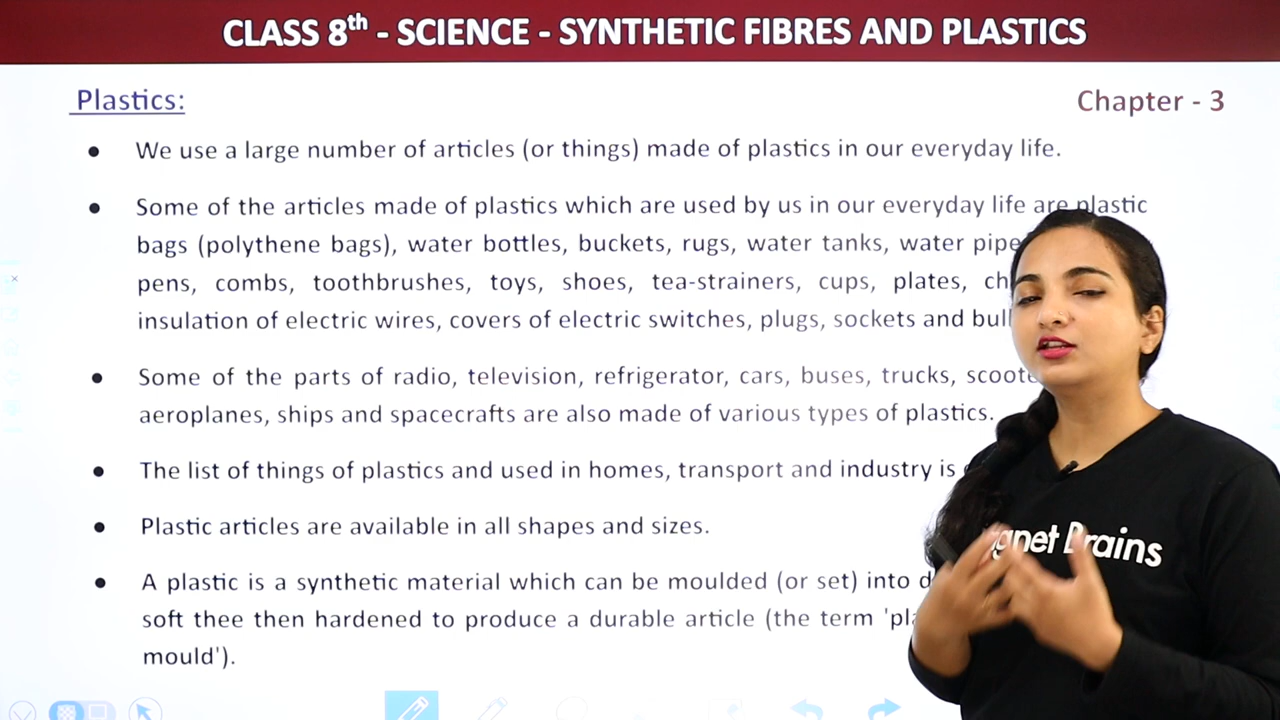 CLASS 8th - SCIENCE - SYNTHETIC FIBRES AND PLASTICS
Plastics:
Chapter - 3
● We use a large number of articles (or things) made of plastics in our everyday life.
● Some of the articles made of plastics which are used by us in our everyday life are plastic
bags (polythene bags), water bottles, buckets, rugs, water tanks, water
pens, combs, toothbrushes, toys, shoes, tea-strainers, cups, plates,
insulation of electric wires, covers of electric switches, plugs, sockets and
● Some of the parts of radio, television, refrigerator, cars, buses, trucks,
aeroplanes, ships and spacecrafts are also made of various types of plastics.
● The list of things of plastics and used in homes, transport and industry is
● Plastic articles are available in all shapes and sizes.
● A plastic is a synthetic material which can be moulded (or set) into
soft thee then hardened to produce a durable article (the term
mould').